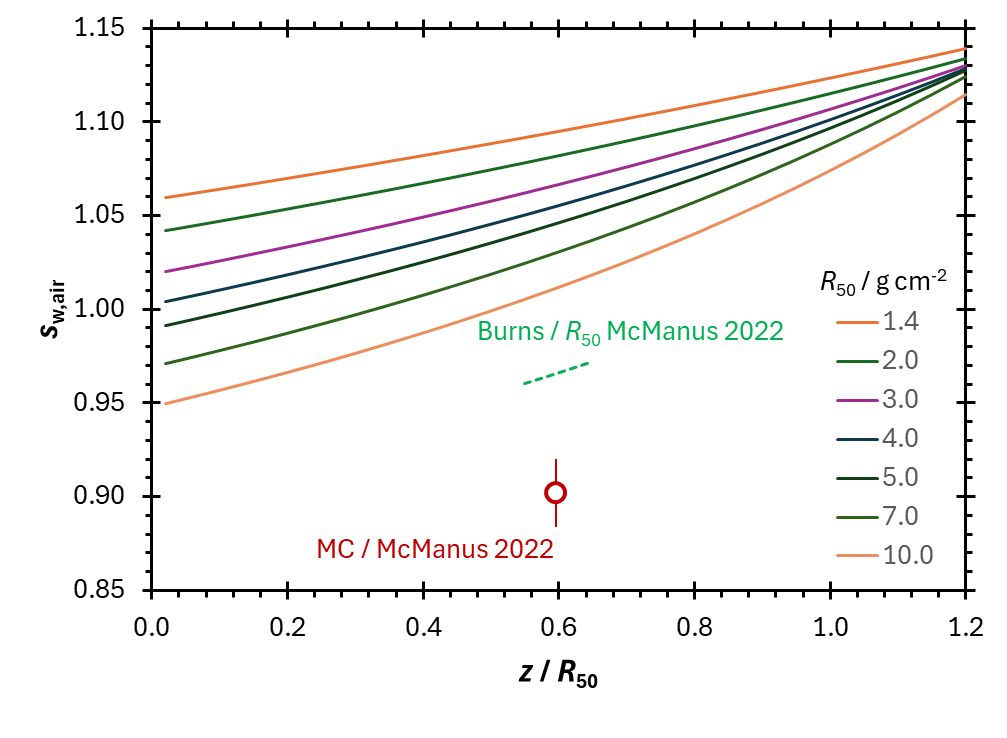 1.15
1.10
1.05
1.00
0.95
0.90
0.85
s_w,air
R₅₀ / g cm⁻²
1.4
2.0
3.0
4.0
5.0
7.0
10.0
Burns / R₅₀ McManus 2022
MC / McManus 2022
0.0 0.2 0.4 0.6 0.8 1.0 1.2
z / R₅₀